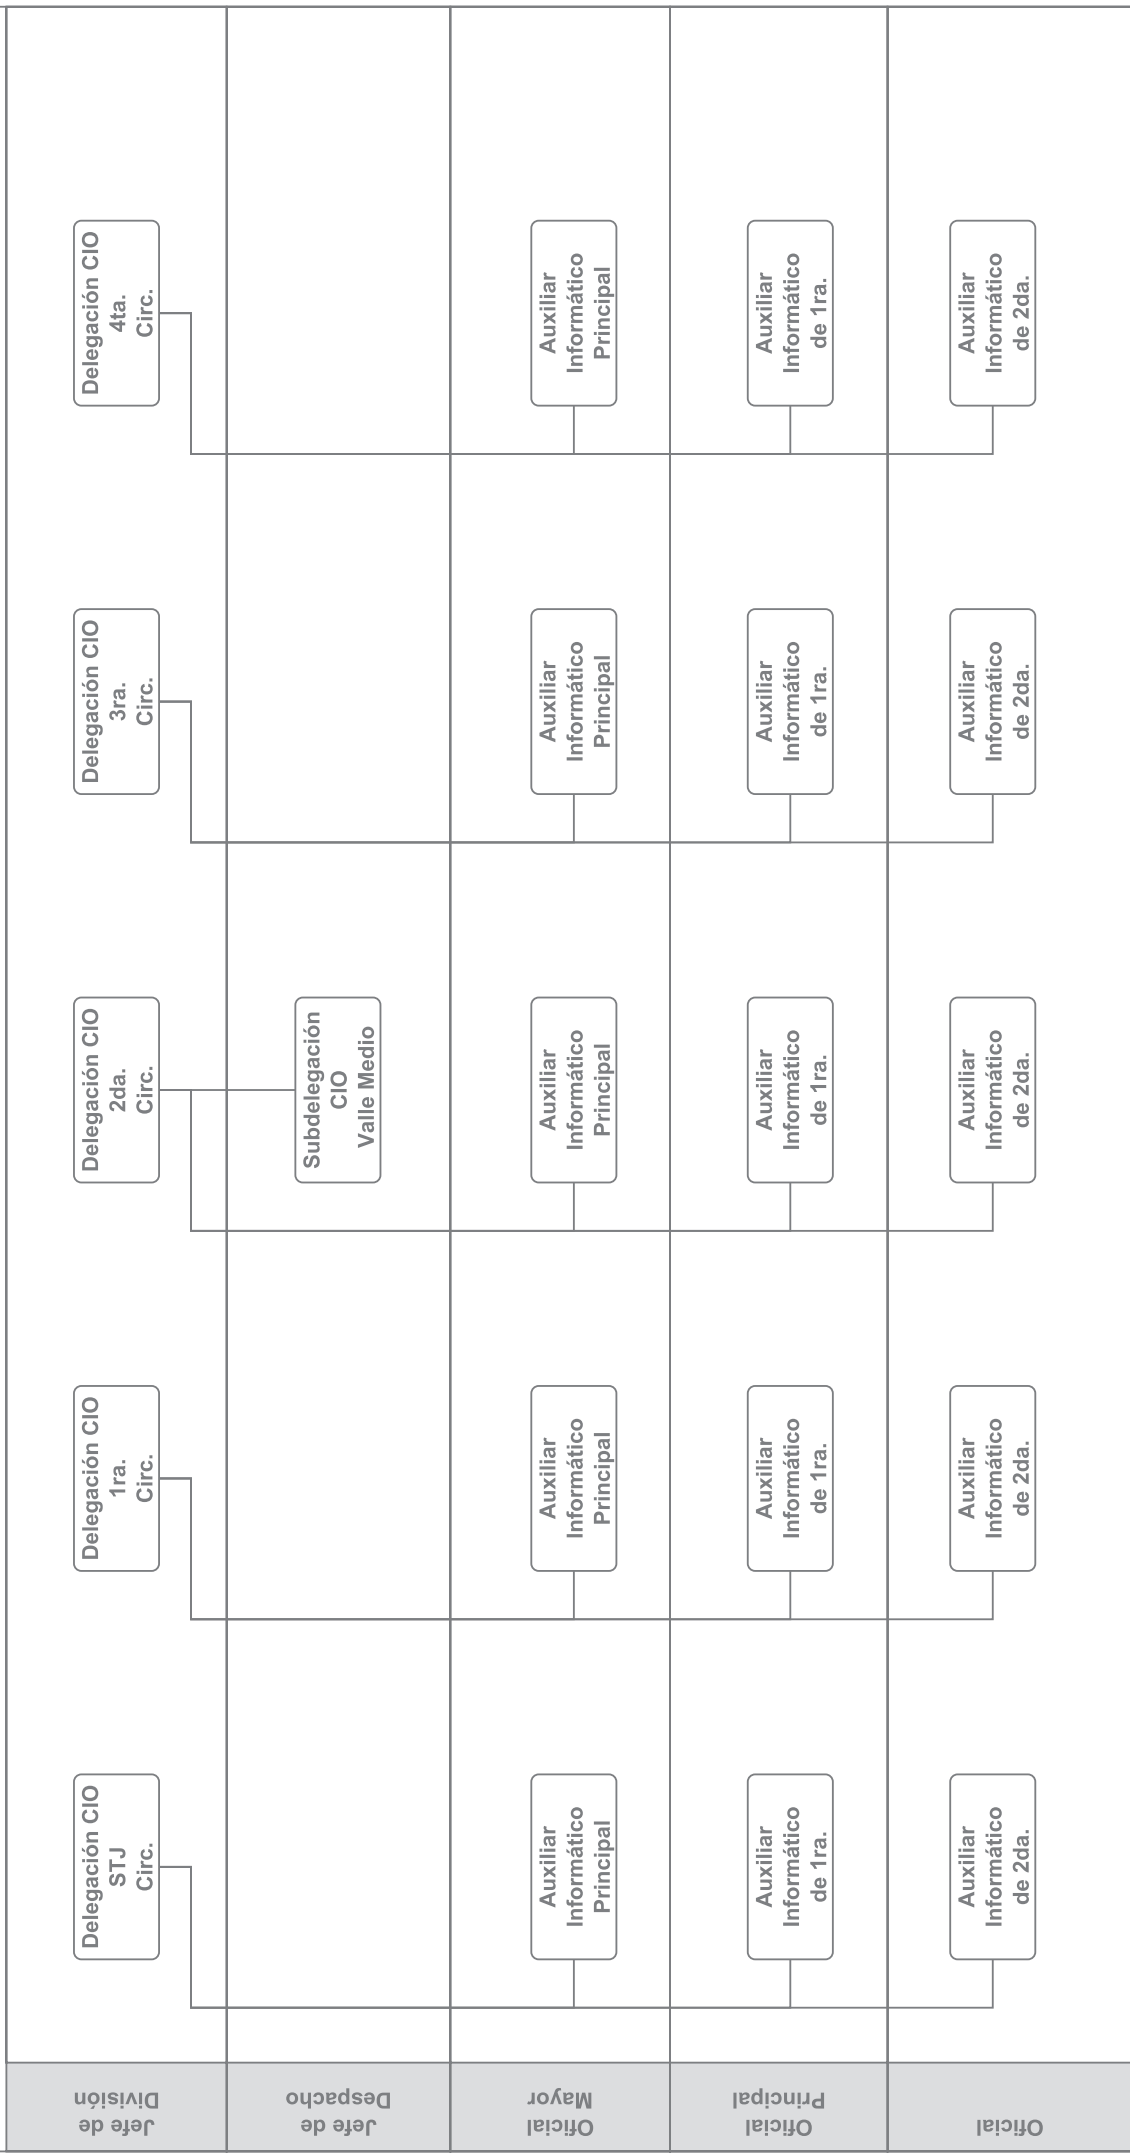 Jefe de
División
Delegación CIO
STJ
Circ.
Delegación CIO
1ra.
Circ.
Delegación CIO
2da.
Circ.
Delegación CIO
3ra.
Circ.
Delegación CIO
4ta.
Circ.
Jefe de
Despacho
Subdelegación
CIO
Valle Medio
Oficial
Mayor
Auxiliar
Informático
Principal
Auxiliar
Informático
Principal
Auxiliar
Informático
Principal
Auxiliar
Informático
Principal
Auxiliar
Informático
Principal
Oficial
Principal
Auxiliar
Informático
de 1ra.
Auxiliar
Informático
de 1ra.
Auxiliar
Informático
de 1ra.
Auxiliar
Informático
de 1ra.
Auxiliar
Informático
de 1ra.
Oficial
Auxiliar
Informático
de 2da.
Auxiliar
Informático
de 2da.
Auxiliar
Informático
de 2da.
Auxiliar
Informático
de 2da.
Auxiliar
Informático
de 2da.